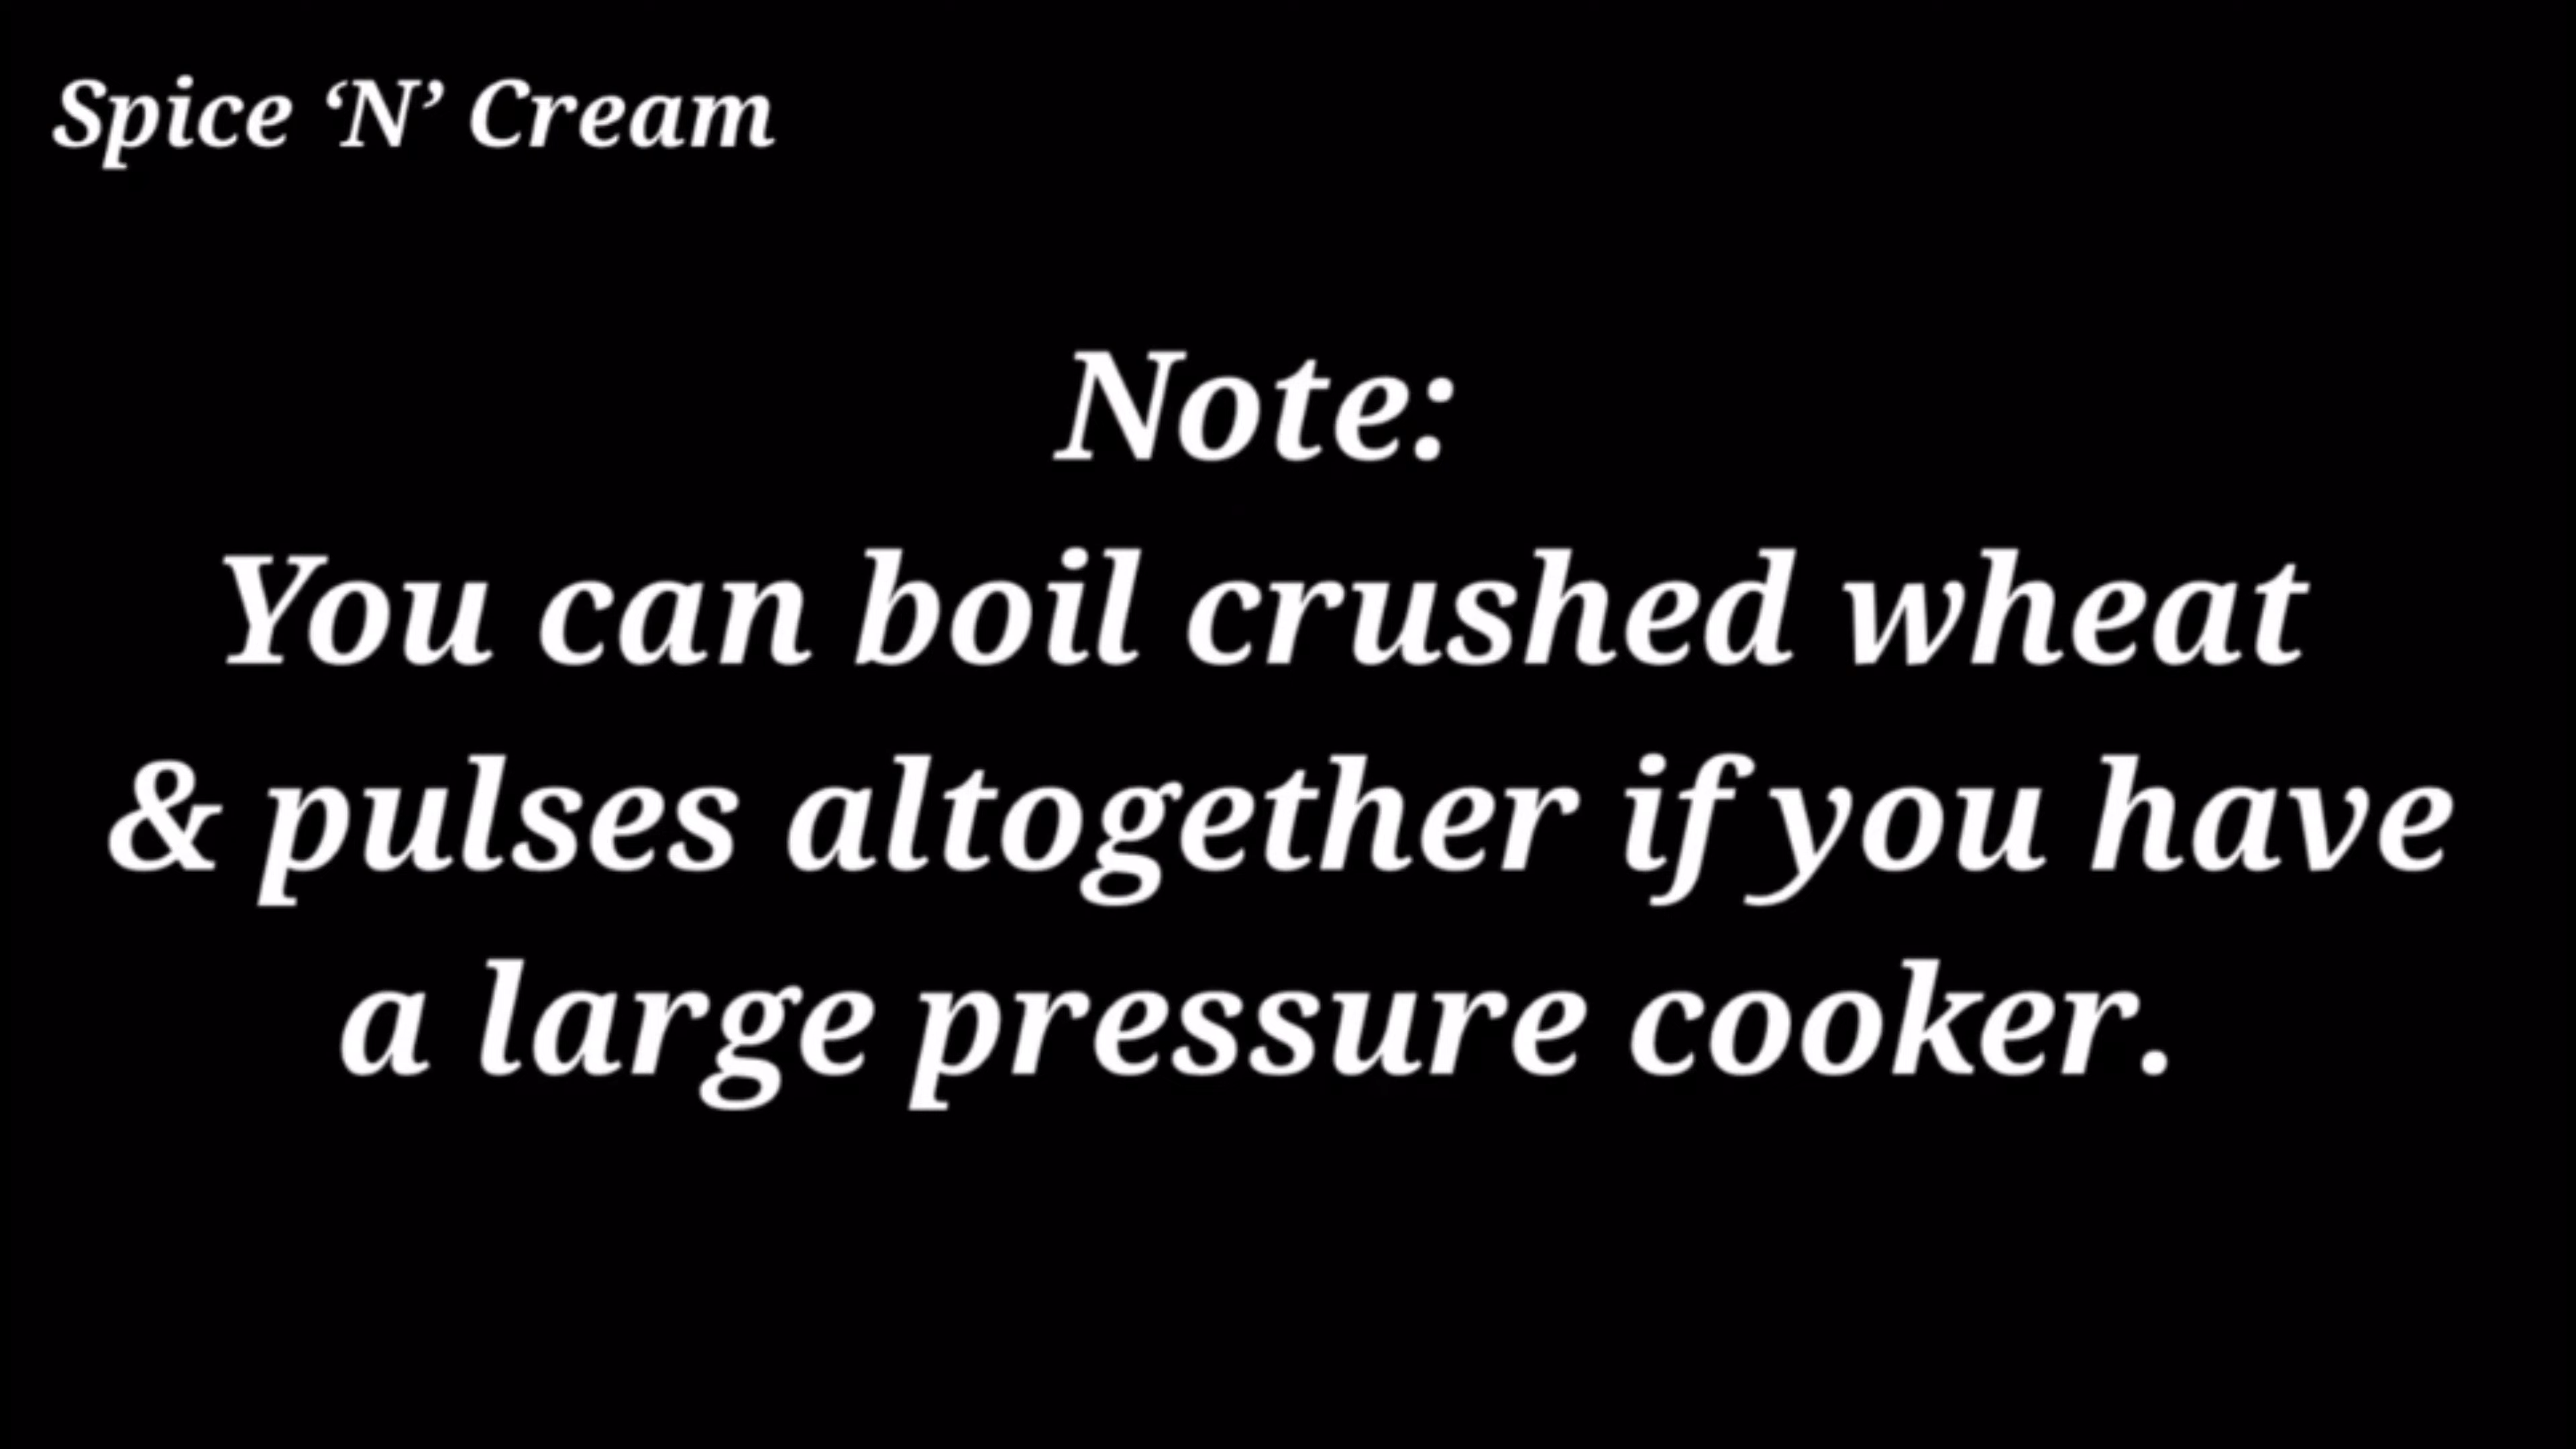 Spice ‘N’ Cream
Note:
You can boil crushed wheat
& pulses altogether if you have
a large pressure cooker.